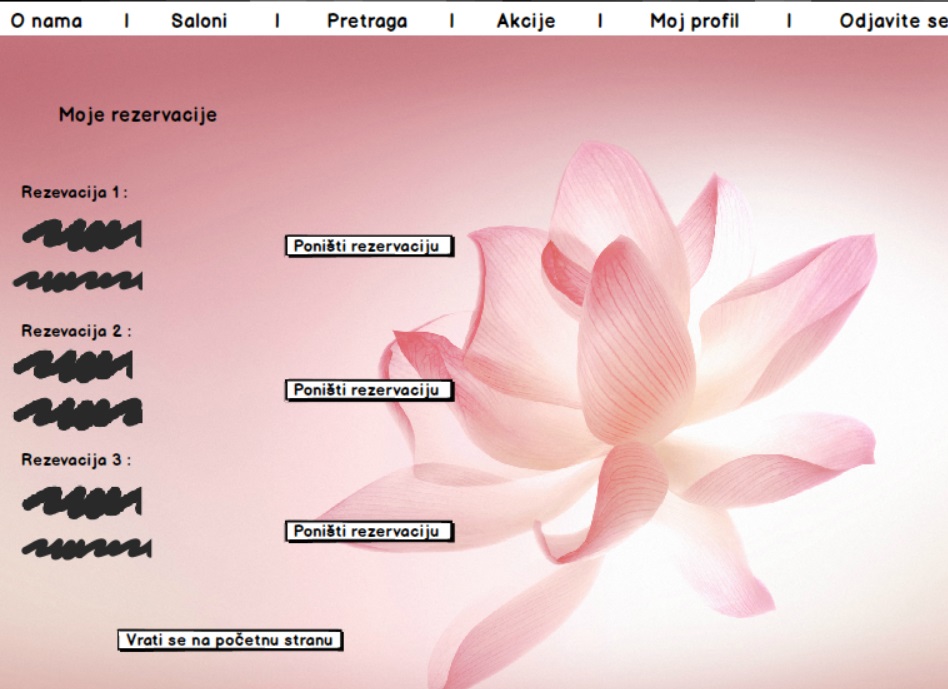 O nama | Saloni | Pretraga | Akcije | Moj profil | Odjavite se
Moje rezervacije
Rezevacija 1 :
Poništi rezervaciju
Rezevacija 2 :
Poništi rezervaciju
Rezevacija 3 :
Poništi rezervaciju
Vrati se na početnu stranu